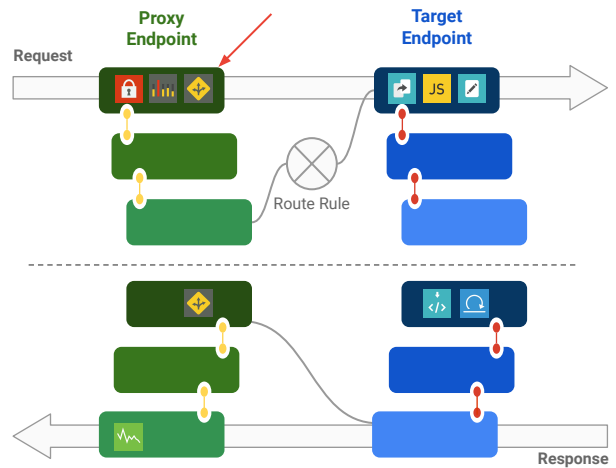 Proxy
Endpoint
Target
Endpoint
Request
JS
Route Rule
</>
Response